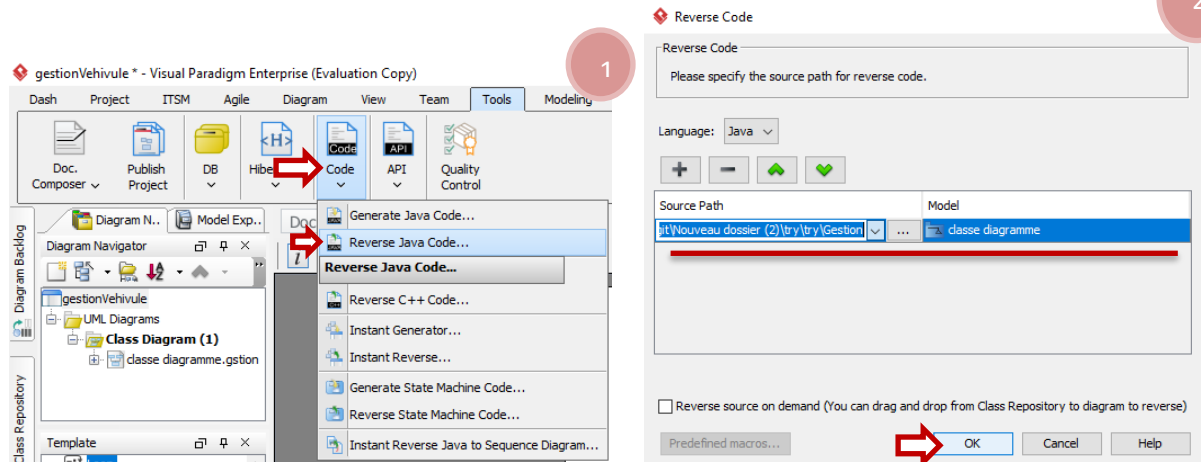 gestionVehivule * - Visual Paradigm Enterprise (Evaluation Copy)
1
Dash Project ITSM Agile Diagram View Team Tools Modeling
Code
API
<H>
Doc. Composer
Publish Project
DB
Code
API
Quality Control
Diagram N..
Model Exp..
Doc
Generate Java Code...
Reverse Java Code...
Reverse Java Code...
Reverse C++ Code...
Instant Generator...
Instant Reverse...
Generate State Machine Code...
Reverse State Machine Code...
Instant Reverse Java to Sequence Diagram...
Diagram Backlog
Class Repository
Diagram Navigator
gestionVehivule
UML Diagrams
Class Diagram (1)
classe diagramme.gstion
Template
2
Reverse Code
Reverse Code
Please specify the source path for reverse code.
Language: Java
Source Path Model
git\Nouveau dossier (2)\try\try\Gestion ... classe diagramme
Reverse source on demand (You can drag and drop from Class Repository to diagram to reverse)
Predefined macros... OK Cancel Help